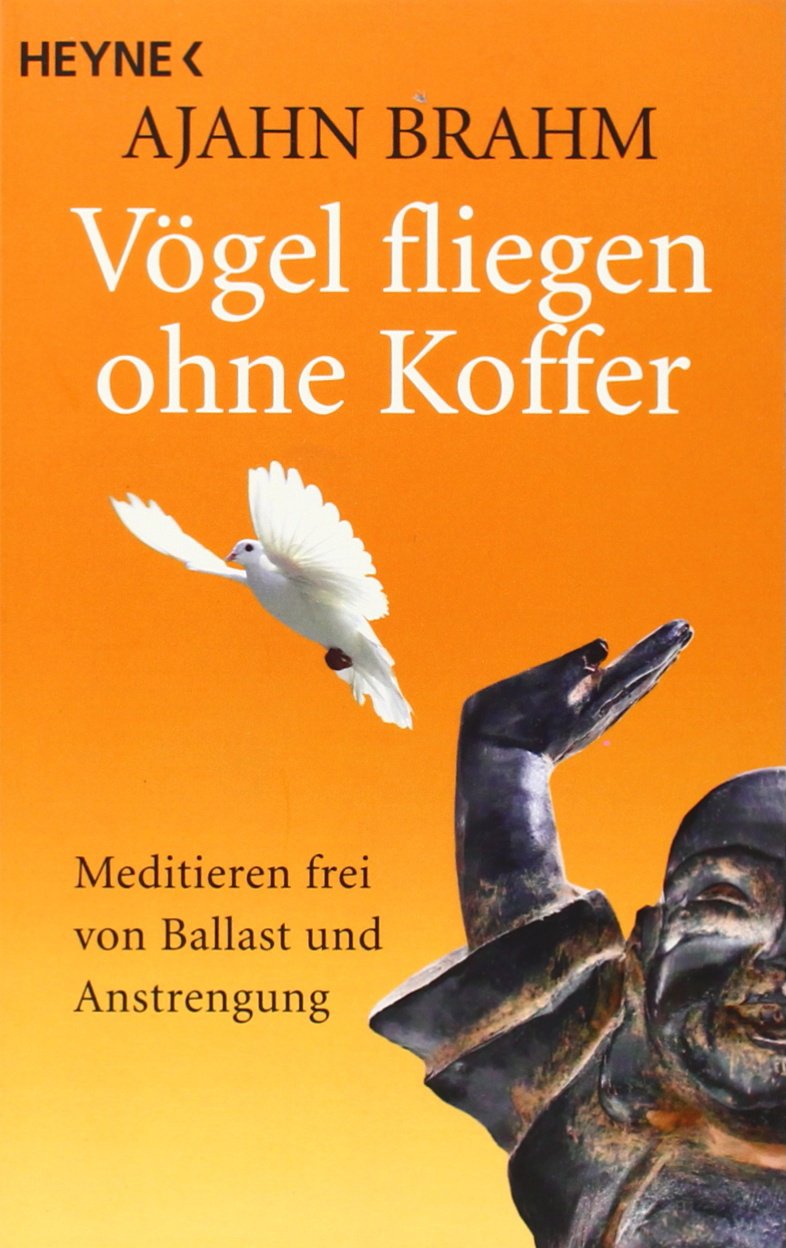 HEYNE
AJAHN BRAHM
Vögel fliegen
ohne Koffer
Meditieren frei
von Ballast und
Anstrengung